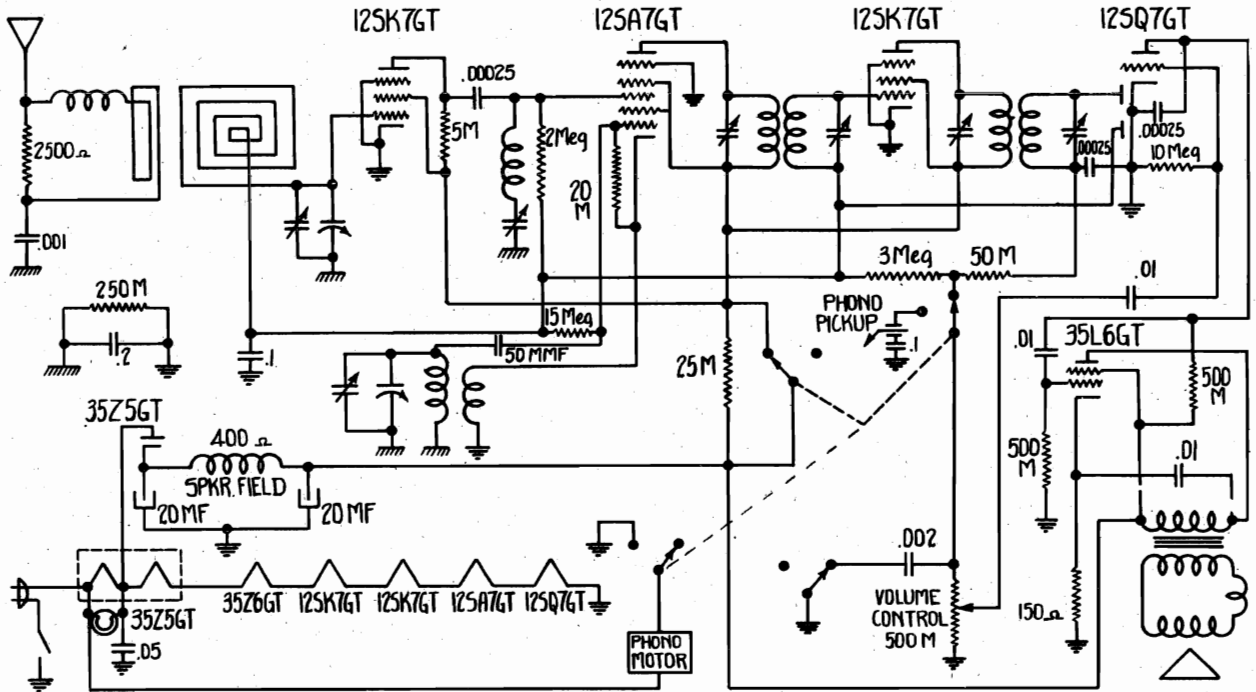 12SK7GT
12SA7GT
12SK7GT
12SQ7GT
.00025
2500 Ω
5M
2Meg
20
M
.00025
.00025
10 Meg
.001
3 Meg
50 M
250 M
.2
15 Meg
50 MMF
.1
PHONO
PICKUP
.1
.01
.01
35L6GT
25 M
500
M
35Z5GT
400 Ω
SPKR. FIELD
20 MF
20 MF
500
M
.01
.002
35Z5GT
35Z6GT
12SK7GT
12SK7GT
12SA7GT
12SQ7GT
.05
PHONO
MOTOR
VOLUME
CONTROL
500 M
150 Ω